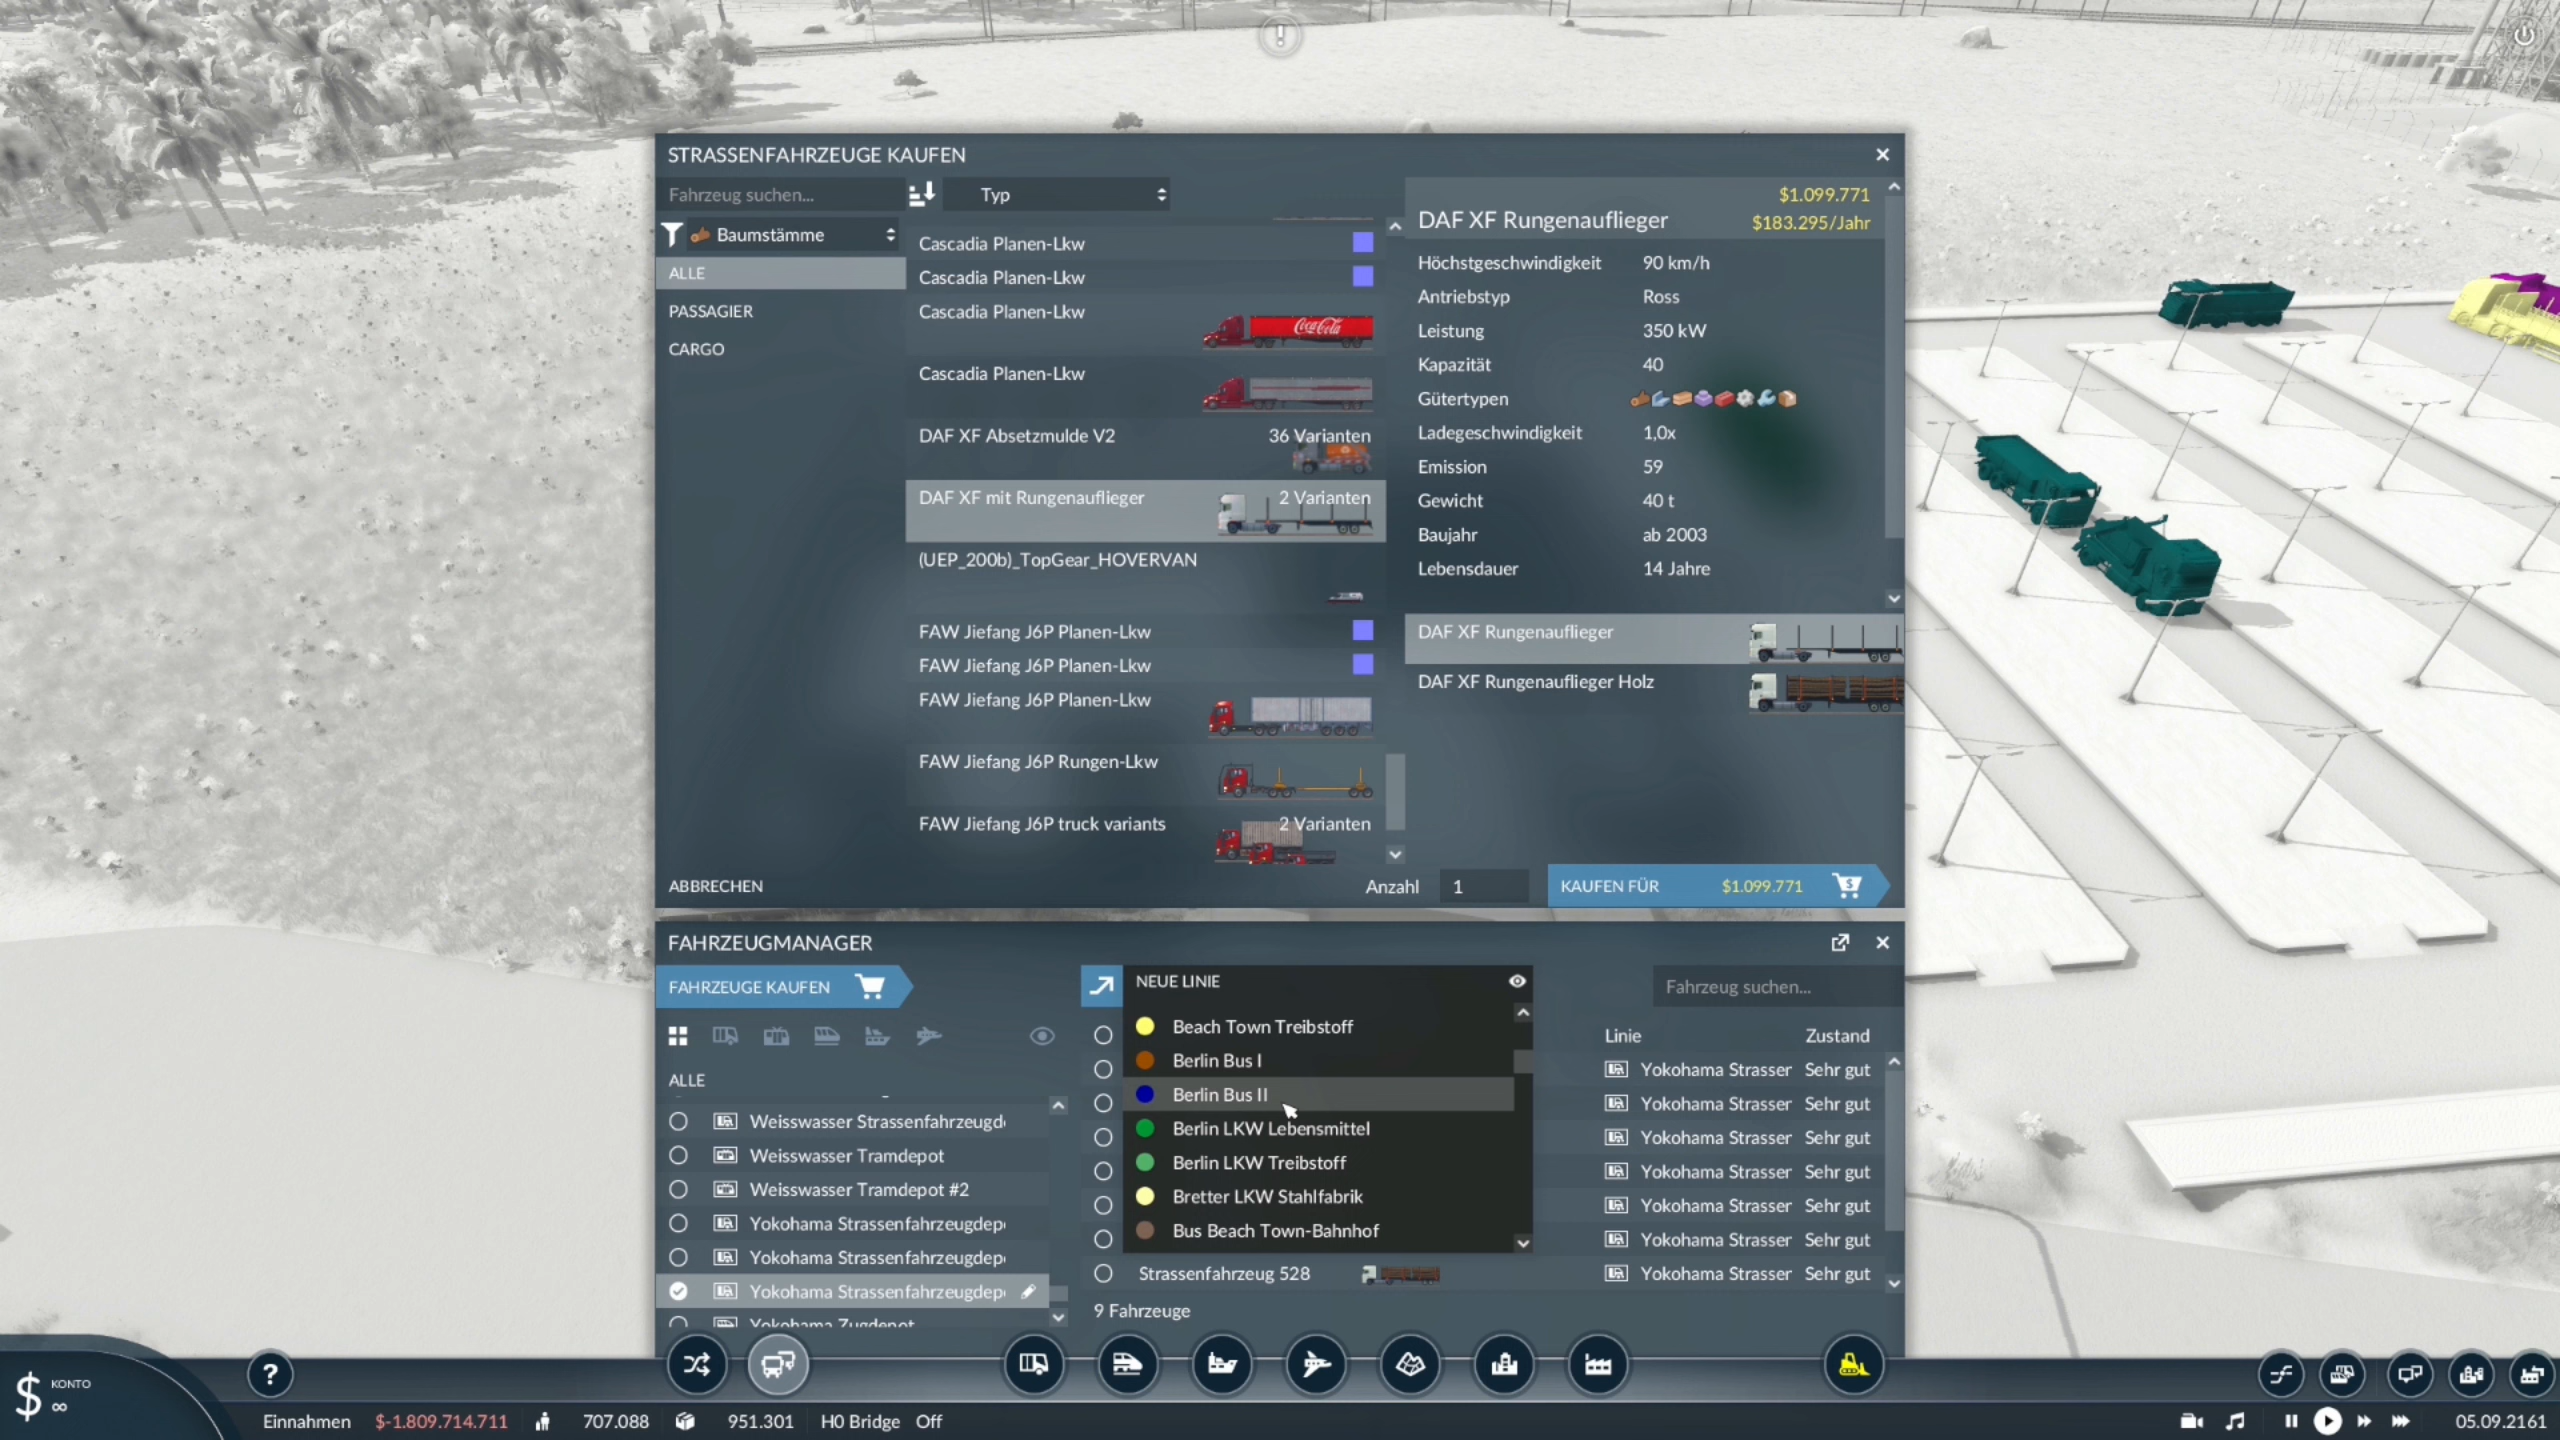 STRASSENFAHRZEUGE KAUFEN
Fahrzeug suchen...
Typ
Baumstämme
ALLE
PASSAGIER
CARGO
Cascadia Planen-Lkw
Cascadia Planen-Lkw
Cascadia Planen-Lkw
Coca-Cola
Cascadia Planen-Lkw
DAF XF Absetzmulde V2 36 Varianten
DAF XF mit Rungenauflieger 2 Varianten
(UEP_200b)_TopGear_HOVERVAN
FAW Jiefang J6P Planen-Lkw
FAW Jiefang J6P Planen-Lkw
FAW Jiefang J6P Planen-Lkw
FAW Jiefang J6P Rungen-Lkw
FAW Jiefang J6P truck variants 2 Varianten
$1.099.771
DAF XF Rungenauflieger $183.295/Jahr
Höchstgeschwindigkeit 90 km/h
Antriebstyp Ross
Leistung 350 kW
Kapazität 40
Gütertypen
Ladegeschwindigkeit 1,0x
Emission 59
Gewicht 40 t
Baujahr ab 2003
Lebensdauer 14 Jahre
DAF XF Rungenauflieger
DAF XF Rungenauflieger Holz
ABBRECHEN
Anzahl 1
KAUFEN FÜR $1.099.771
FAHRZEUGMANAGER
FAHRZEUGE KAUFEN
ALLE
Weisswasser Strassenfahrzeugd
Weisswasser Tramdepot
Weisswasser Tramdepot #2
Yokohama Strassenfahrzeugdep
Yokohama Strassenfahrzeugdep
Yokohama Strassenfahrzeugdep
Yokohama Zugdepot
NEUE LINIE
Beach Town Treibstoff
Berlin Bus I
Berlin Bus II
Berlin LKW Lebensmittel
Berlin LKW Treibstoff
Bretter LKW Stahlfabrik
Bus Beach Town-Bahnhof
Strassenfahrzeug 528
9 Fahrzeuge
Fahrzeug suchen...
Linie Zustand
Yokohama Strasser Sehr gut
Yokohama Strasser Sehr gut
Yokohama Strasser Sehr gut
Yokohama Strasser Sehr gut
Yokohama Strasser Sehr gut
Yokohama Strasser Sehr gut
Yokohama Strasser Sehr gut
$ KONTO
∞
?
Einnahmen $-1.809.714.711 707.088 951.301 H0 Bridge Off
05.09.2161